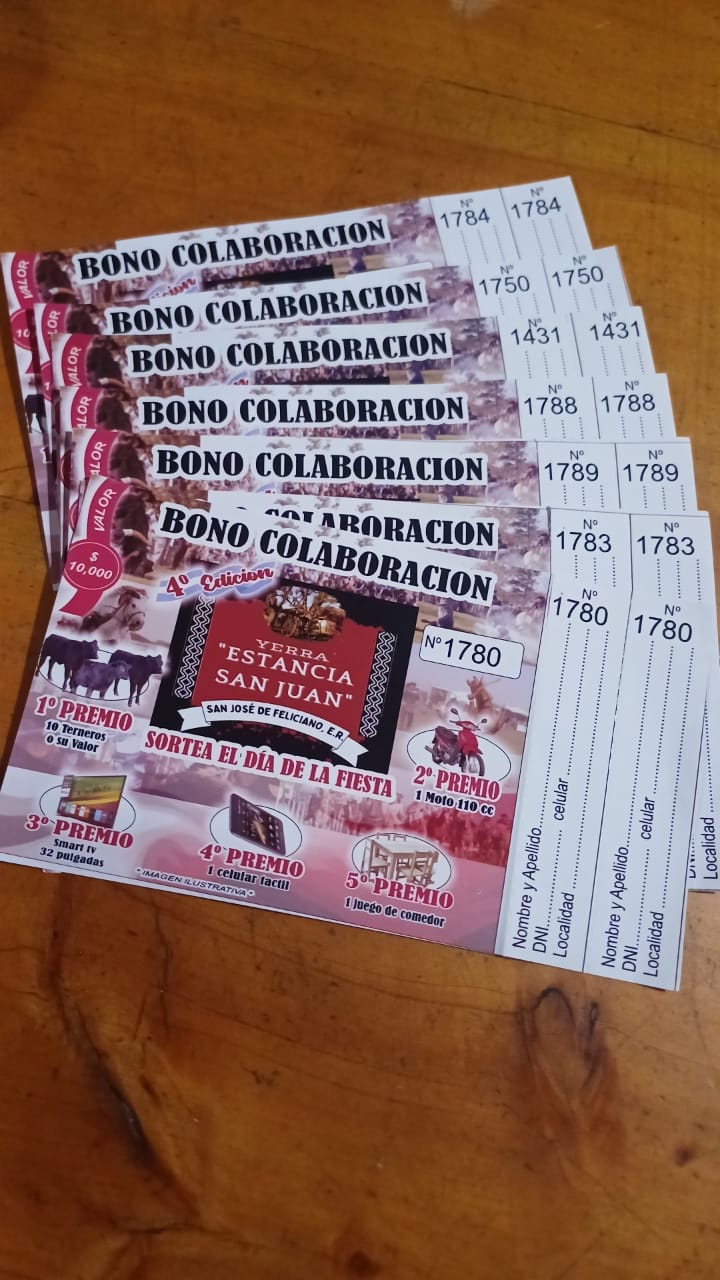 BONO COLABORACION
Nº 1784
Nº 1784
VALOR
BONO COLABORACION
Nº 1750
Nº 1750
BONO COLABORACION
Nº 1431
Nº 1431
VALOR
BONO COLABORACION
Nº 1788
Nº 1788
BONO COLABORACION
Nº 1789
Nº 1789
COLABORACION
Nº 1783
Nº 1783
Localidad
VALOR
$ 10,000
BONO COLABORACION
4º Edicion
YERRA
"ESTANCIA
SAN JUAN"
SAN JOSÉ DE FELICIANO, E.R.
Nº 1780
SORTEA EL DÍA DE LA FIESTA
1º PREMIO
10 Terneros
o su Valor
2º PREMIO
1 Moto 110 cc
3º PREMIO
Smart tv
32 pulgadas
4º PREMIO
1 celular tactil
5º PREMIO
1 juego de comedor
* IMAGEN ILUSTRATIVA *
Nº 1780
Nombre y Apellido
DNI celular
Localidad
Nº 1780
Nombre y Apellido
DNI celular
Localidad